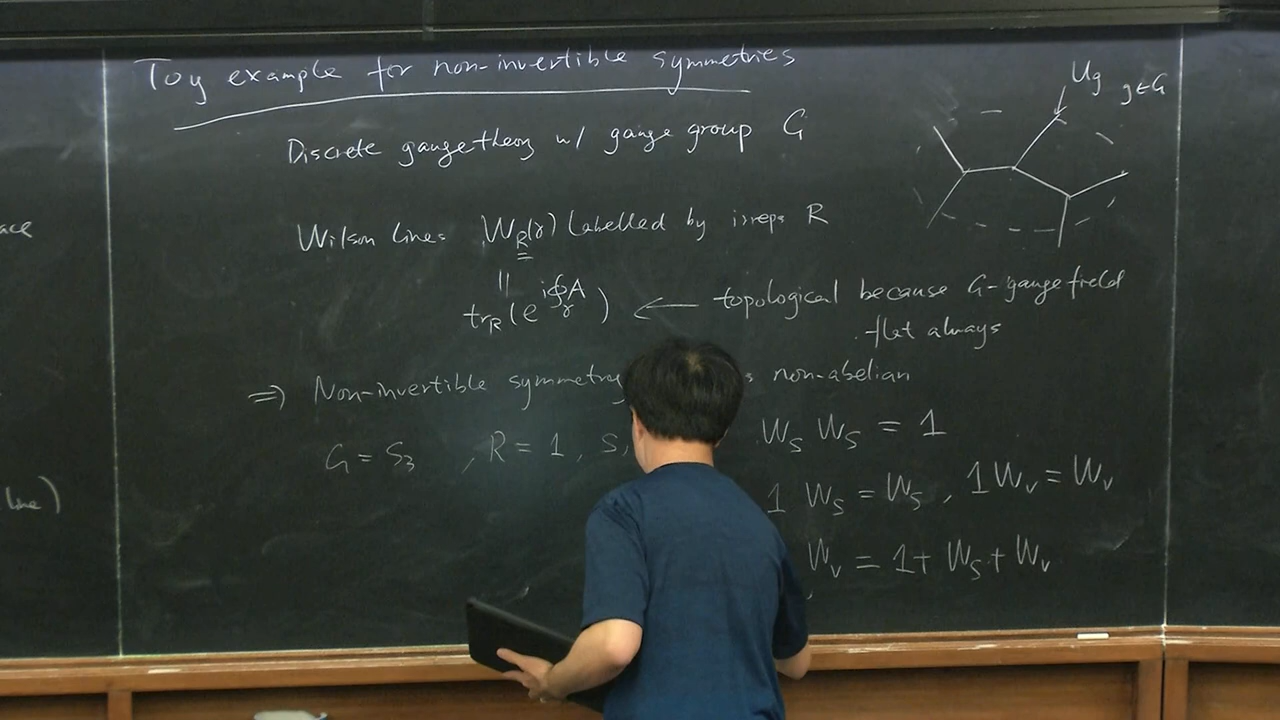 Toy example for non-invertible symmetries
U_g g∈G
Discrete gauge theory w/ gauge group G
Wilson lines W_R(γ) labelled by irreps R
||
tr_R(e^{i∮_γ A}) ← topological because G-gauge field
flat always
⇒) Non-invertible symmetry s non-abelian
G = S_3 , R = 1, S, W_S W_S = 1
1 W_S = W_S , 1 W_V = W_V
W_V = 1 + W_S + W_V
ace
line)